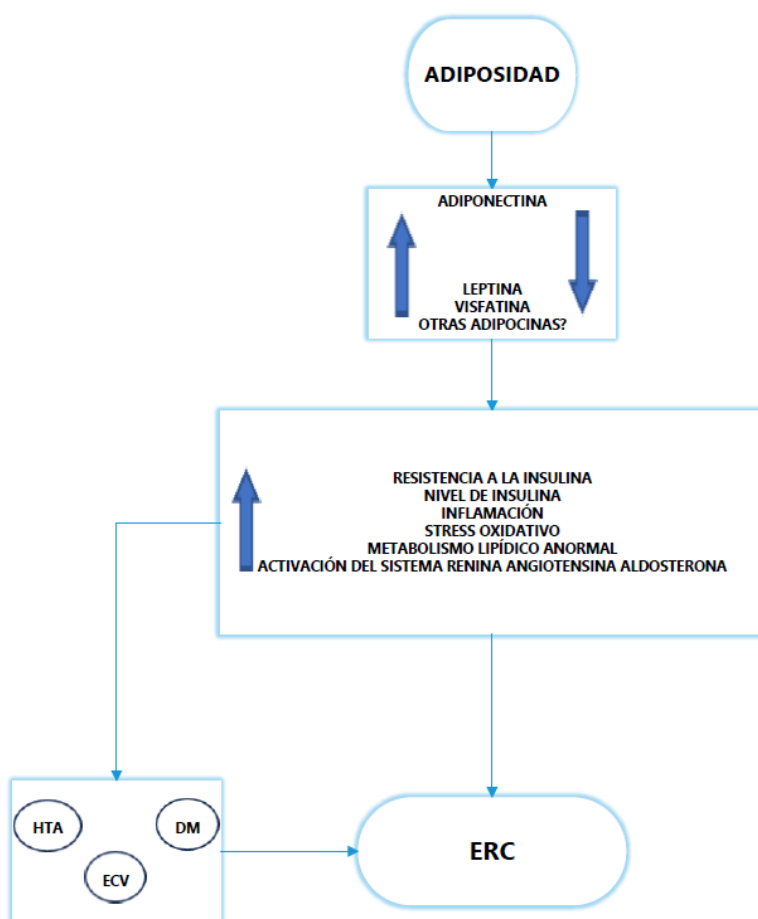 ADIPOSIDAD
ADIPONECTINA
LEPTINA
VISFATINA
OTRAS ADIPOCINAS?
RESISTENCIA A LA INSULINA
NIVEL DE INSULINA
INFLAMACIÓN
STRESS OXIDATIVO
METABOLISMO LIPÍDICO ANORMAL
ACTIVACIÓN DEL SISTEMA RENINA ANGIOTENSINA ALDOSTERONA
HTA
DM
ECV
ERC